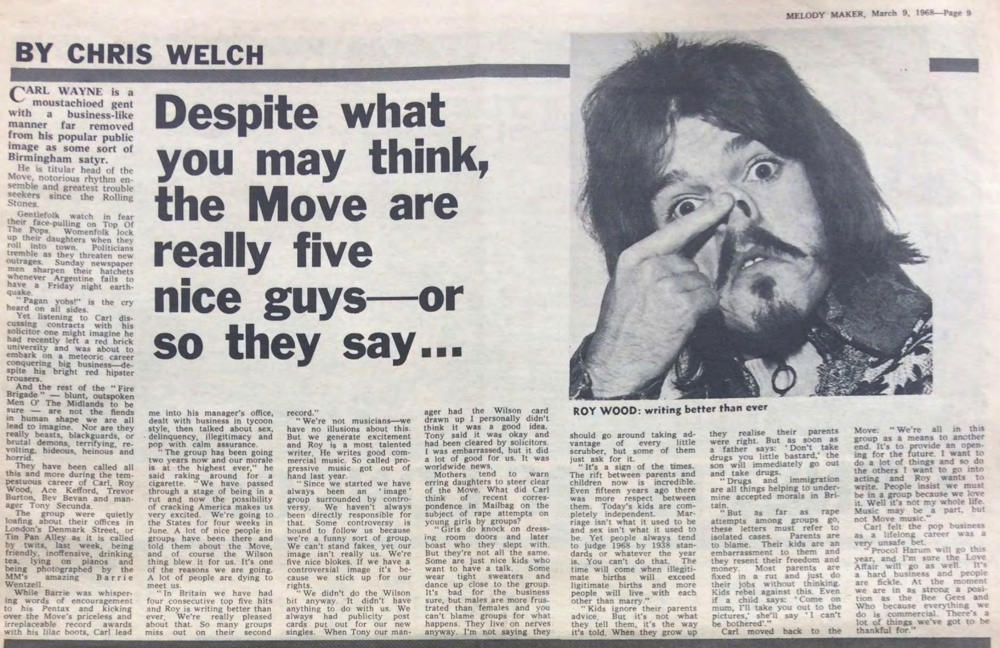 MELODY MAKER, March 9, 1968—Page 9
BY CHRIS WELCH
Despite what
you may think,
the Move are
really five
nice guys—or
so they say...
CARL WAYNE is a
moustachioed gent
with a business-like
manner far removed
from his popular public
image as some sort of
Birmingham satyr.
He is titular head of the
Move, notorious rhythm en-
semble and greatest trouble
seekers since the Rolling
Stones.
Gentlefolk watch in fear
their face-pulling on Top Of
The Pops. Womenfolk lock
up their daughters when they
roll into town. Politicians
tremble as they threaten new
outrages. Sunday newspaper
men sharpen their hatchets
whenever Argentine fails to
have a Friday night earth-
quake.
"Pagan yobs!" is the cry
heard on all sides.
Yet listening to Carl dis-
cussing contracts with his
solicitor one might imagine he
had recently left a red brick
university and was about to
embark on a meteoric career
conquering big business—de-
spite his bright red hipster
trousers.
And the rest of the "Fire
Brigade" — blunt, outspoken
Men O' The Midlands to be
sure — are not the fiends
in human shape we are all
lead to imagine. Nor are they
really beasts, blackguards, or
brutal demons, terrifying, re-
volting, hideous, heinous and
horrid.
They have been called all
this and more during the tem-
pestuous career of Carl, Roy
Wood, Ace Kefford, Trevor
Burton, Bev Bevan and man-
ager Tony Secunda.
The group were quietly
loafing about their offices in
London's Denmark Street, or
Tin Pan Alley as it is called
by twits, last week, being
friendly, inoffensive, drinking
tea, lying on pianos and
being photographed by the
MM's amazing Barrie
Wentzell.
While Barrie was whisper-
ing words of encouragement
to his Pentax and kicking
over the Move's priceless and
irreplaceable record awards
with his lilac boots, Carl lead
me into his manager's office,
dealt with business in tycoon
style, then talked about sex,
delinquency, illegitimacy and
pop with calm assurance.
"The group has been going
two years now and our morale
is at the highest ever," he
said raking around for a
cigarette. "We have passed
through a stage of being in a
rut and now the possibility
of cracking America makes us
very excited. We're going to
the States for four weeks in
June. A lot of nice people in
groups have been there and
told them about the Move,
and of course the Wilson
thing blew it for us. It's one
of the reasons we are going.
A lot of people are dying to
meet us.
"In Britain we have had
four consecutive top five hits
and Roy is writing better than
ever, We're really pleased
about that. So many groups
miss out on their second
record."
"We're not musicians—we
have no illusions about this.
But we generate excitement
and Roy is a most talented
writer. He writes good com-
mercial music. So called pro-
gressive music got out of
hand last year.
"Since we started we have
always been an 'image'
group surrounded by contro-
versy. We haven't always
been directly responsible for
that. Some controversy is
bound to follow us because
we're a funny sort of group.
We can't stand fakes, yet our
image isn't really us. We're
five nice blokes. If we have a
controversial image it's be-
cause we stick up for our
rights.
"We didn't do the Wilson
bit anyway. It didn't have
anything to do with us. We
always had publicity post
cards put out for our new
singles. When Tony our man-
ager had the Wilson card
drawn up I personally didn't
think it was a good idea.
Tony said it was okay and
had been cleared by solicitors.
I was embarrassed, but it did
a lot of good for us. It was
worldwide news.
Mothers tend to warn
erring daughters to steer clear
of the Move. What did Carl
think of recent corres-
pondence in Mailbag on the
subject of rape attempts on
young girls by groups?
"Girls do knock on dress-
ing room doors and later
boast who they slept with.
But they're not all the same.
Some are just nice kids who
want to have a talk. Some
wear tight sweaters and
dance up close to the group.
It's bad for the business
sure, but males are more frus-
trated than females and you
can't blame groups for what
happens. They live on nerves
anyway. I'm not saying they
ROY WOOD: writing better than ever
should go around taking ad-
vantage of every little
scrubber, but some of them
just ask for it.
"It's a sign of the times.
The rift between parents and
children now is incredible.
Even fifteen years ago there
was more respect between
them. Today's kids are com-
pletely independent. Mar-
riage isn't what it used to be
and sex isn't what it used to
be. Yet people always tend
to judge 1968 by 1938 stan-
dards or whatever the year
is. You can't do that. The
time will come when illegiti-
mate births will exceed
legitimate births and more
people will live with each
other than marry."
"Kids ignore their parents
advice. But it's not what
they tell them, it's the way
it's told. When they grow up
they realise their parents
were right. But as soon as
a father says: 'Don't take
drugs you little bastard,' the
son will immediately go out
and take drugs.
"Drugs and immigration
are all things helping to under-
mine accepted morals in Bri-
tain.
"But as far as rape
attempts among groups go,
these letters must refer to
isolated cases. Parents are
to blame. Their kids are an
embarrassment to them and
they resent their freedom and
money. Most parents are
fixed in a rut and just do
their jobs without thinking.
Kids rebel against this. Even
if a child says: 'Come on
mum, I'll take you out to the
pictures,' she'll say 'I can't
be bothered'."
Carl moved back to the
Move: "We're all in this
group as a means to another
end. It's to provide an open-
ing for the future. I want to
do a lot of things and so do
the others I want to go into
acting and Roy wants to
write. People insist we must
be in a group because we love
it. Well it's not my whole life.
Music may be a part, but
not Move music."
Carl felt the pop business
as a lifelong career was a
very unsafe bet.
"Procol Harum will go this
year, and I'm sure the Love
Affair will go as well. It's
a hard business and people
are fickle. At the moment
we are in as strong a posi-
tion as the Bee Gees and
Who because everything we
do is commercial. There's a
lot of things we've got to be
thankful for."